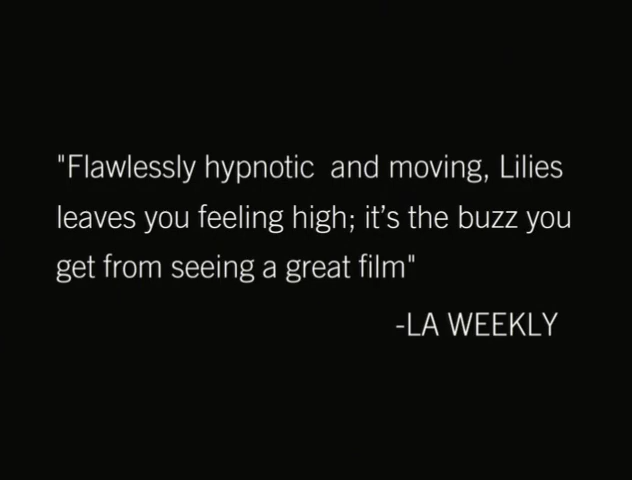 "Flawlessly hypnotic  and moving, Lilies
leaves you feeling high; it’s the buzz you
get from seeing a great film"
-LA WEEKLY